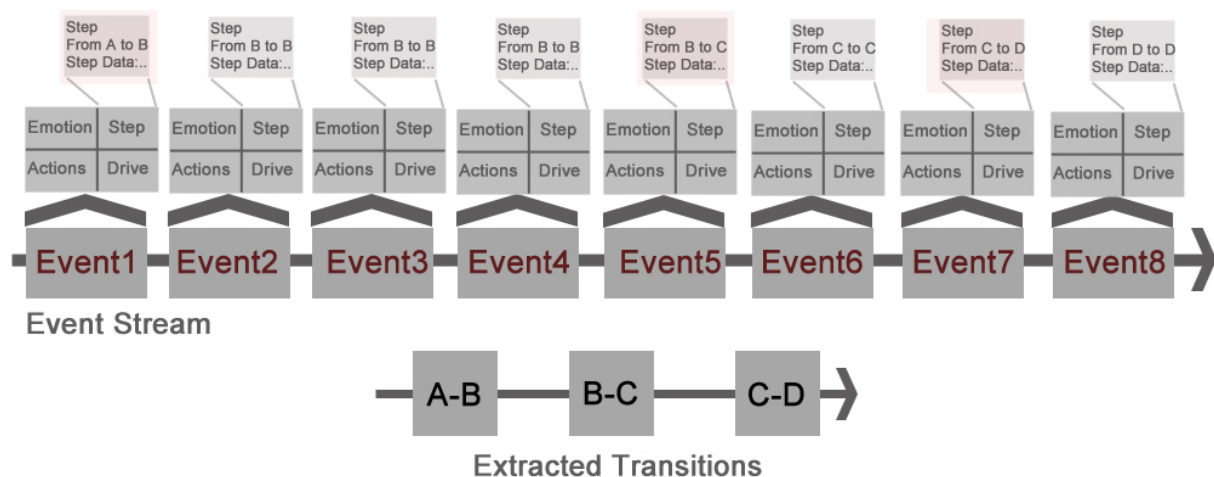 Step
From A to B
Step Data:..
Step
From B to B
Step Data:..
Step
From B to B
Step Data:..
Step
From B to B
Step Data:..
Step
From B to C
Step Data:..
Step
From C to C
Step Data:..
Step
From C to D
Step Data:..
Step
From D to D
Step Data:..
Emotion Step
Actions Drive
Emotion Step
Actions Drive
Emotion Step
Actions Drive
Emotion Step
Actions Drive
Emotion Step
Actions Drive
Emotion Step
Actions Drive
Emotion Step
Actions Drive
Emotion Step
Actions Drive
Event1 Event2 Event3 Event4 Event5 Event6 Event7 Event8
Event Stream
A-B B-C C-D
Extracted Transitions